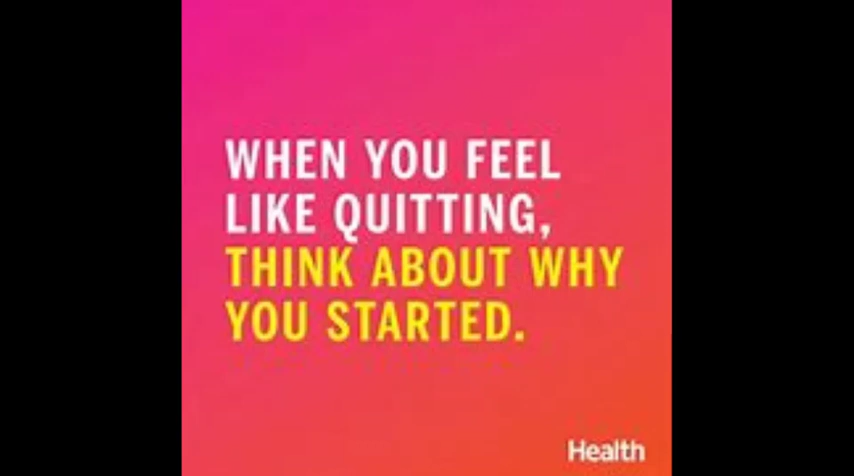 WHEN YOU FEEL
LIKE QUITTING,
THINK ABOUT WHY
YOU STARTED.
Health